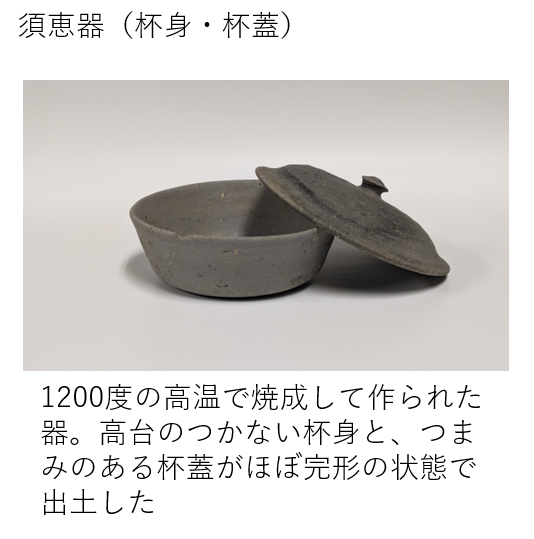 須恵器（杯身・杯蓋）
1200度の高温で焼成して作られた
器。高台のつかない杯身と、つま
みのある杯蓋がほぼ完形の状態で
出土した